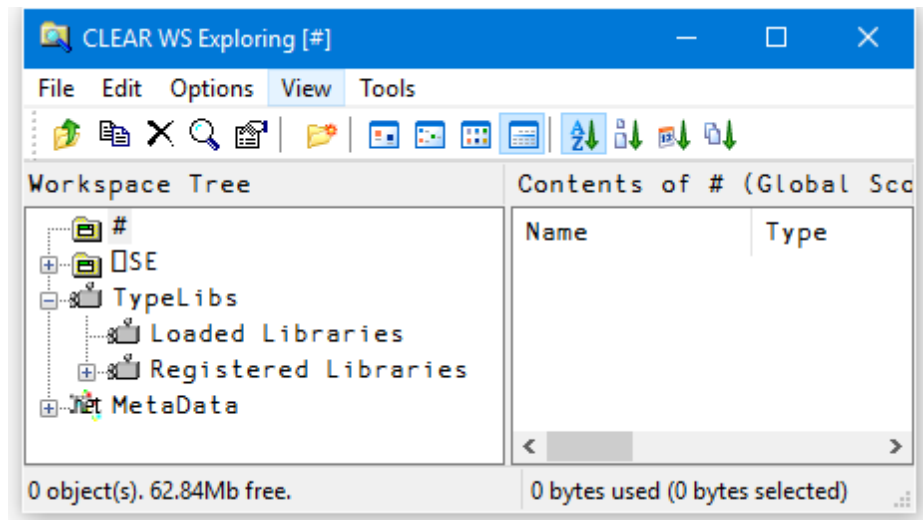 CLEAR WS Exploring [#]
File Edit Options View Tools
Workspace Tree
Contents of # (Global Sco
#
⎕SE
TypeLibs
Loaded Libraries
Registered Libraries
.net MetaData
Name Type
0 object(s). 62.84Mb free.
0 bytes used (0 bytes selected)